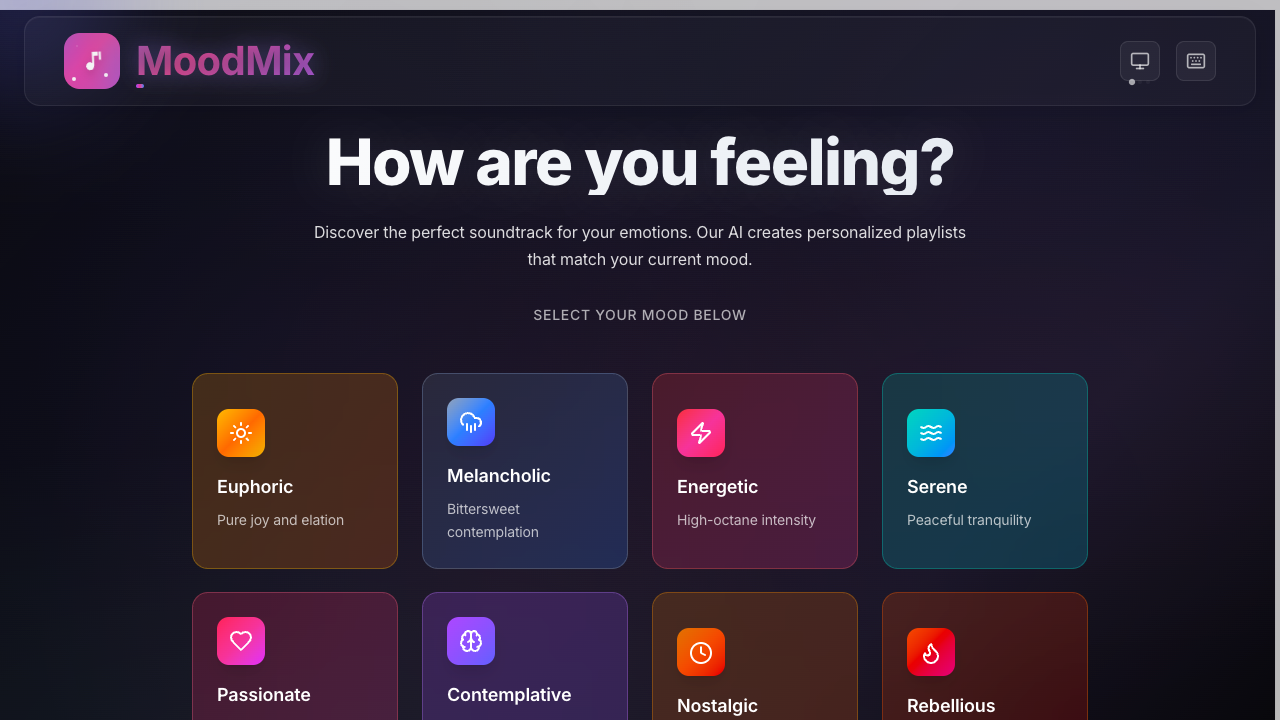 MoodMix
How are you feeling?
Discover the perfect soundtrack for your emotions. Our AI creates personalized playlists
that match your current mood.
SELECT YOUR MOOD BELOW
Euphoric
Pure joy and elation
Melancholic
Bittersweet
contemplation
Energetic
High-octane intensity
Serene
Peaceful tranquility
Passionate
Contemplative
Nostalgic
Rebellious